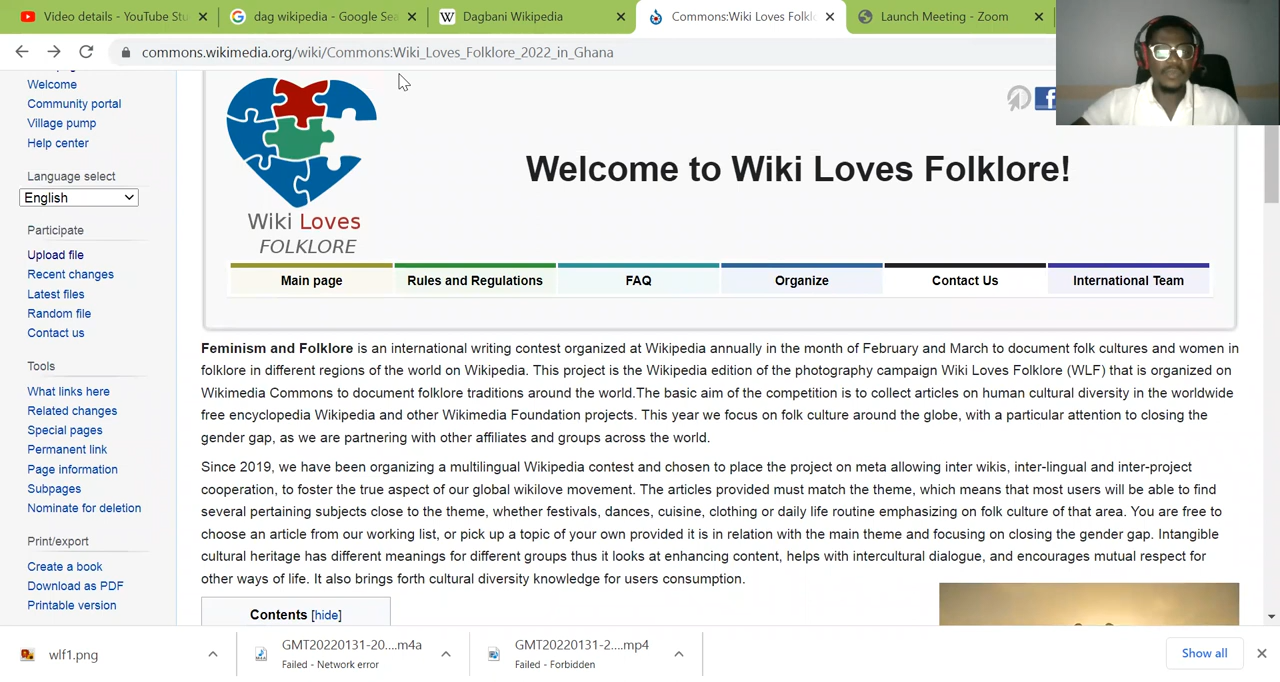 Video details - YouTube Stu
dag wikipedia - Google Sea
Dagbani Wikipedia
Commons:Wiki Loves Folkl
Launch Meeting - Zoom
commons.wikimedia.org/wiki/Commons:Wiki_Loves_Folklore_2022_in_Ghana
Welcome
Community portal
Village pump
Help center
Language select
English
Participate
Upload file
Recent changes
Latest files
Random file
Contact us
Tools
What links here
Related changes
Special pages
Permanent link
Page information
Subpages
Nominate for deletion
Print/export
Create a book
Download as PDF
Printable version
Wiki Loves
FOLKLORE
Welcome to Wiki Loves Folklore!
Main page
Rules and Regulations
FAQ
Organize
Contact Us
International Team
Feminism and Folklore is an international writing contest organized at Wikipedia annually in the month of February and March to document folk cultures and women in
folklore in different regions of the world on Wikipedia. This project is the Wikipedia edition of the photography campaign Wiki Loves Folklore (WLF) that is organized on
Wikimedia Commons to document folklore traditions around the world.The basic aim of the competition is to collect articles on human cultural diversity in the worldwide
free encyclopedia Wikipedia and other Wikimedia Foundation projects. This year we focus on folk culture around the globe, with a particular attention to closing the
gender gap, as we are partnering with other affiliates and groups across the world.
Since 2019, we have been organizing a multilingual Wikipedia contest and chosen to place the project on meta allowing inter wikis, inter-lingual and inter-project
cooperation, to foster the true aspect of our global wikilove movement. The articles provided must match the theme, which means that most users will be able to find
several pertaining subjects close to the theme, whether festivals, dances, cuisine, clothing or daily life routine emphasizing on folk culture of that area. You are free to
choose an article from our working list, or pick up a topic of your own provided it is in relation with the main theme and focusing on closing the gender gap. Intangible
cultural heritage has different meanings for different groups thus it looks at enhancing content, helps with intercultural dialogue, and encourages mutual respect for
other ways of life. It also brings forth cultural diversity knowledge for users consumption.
Contents [hide]
wlf1.png
GMT20220131-20....m4a
Failed - Network error
GMT20220131-2....mp4
Failed - Forbidden
Show all